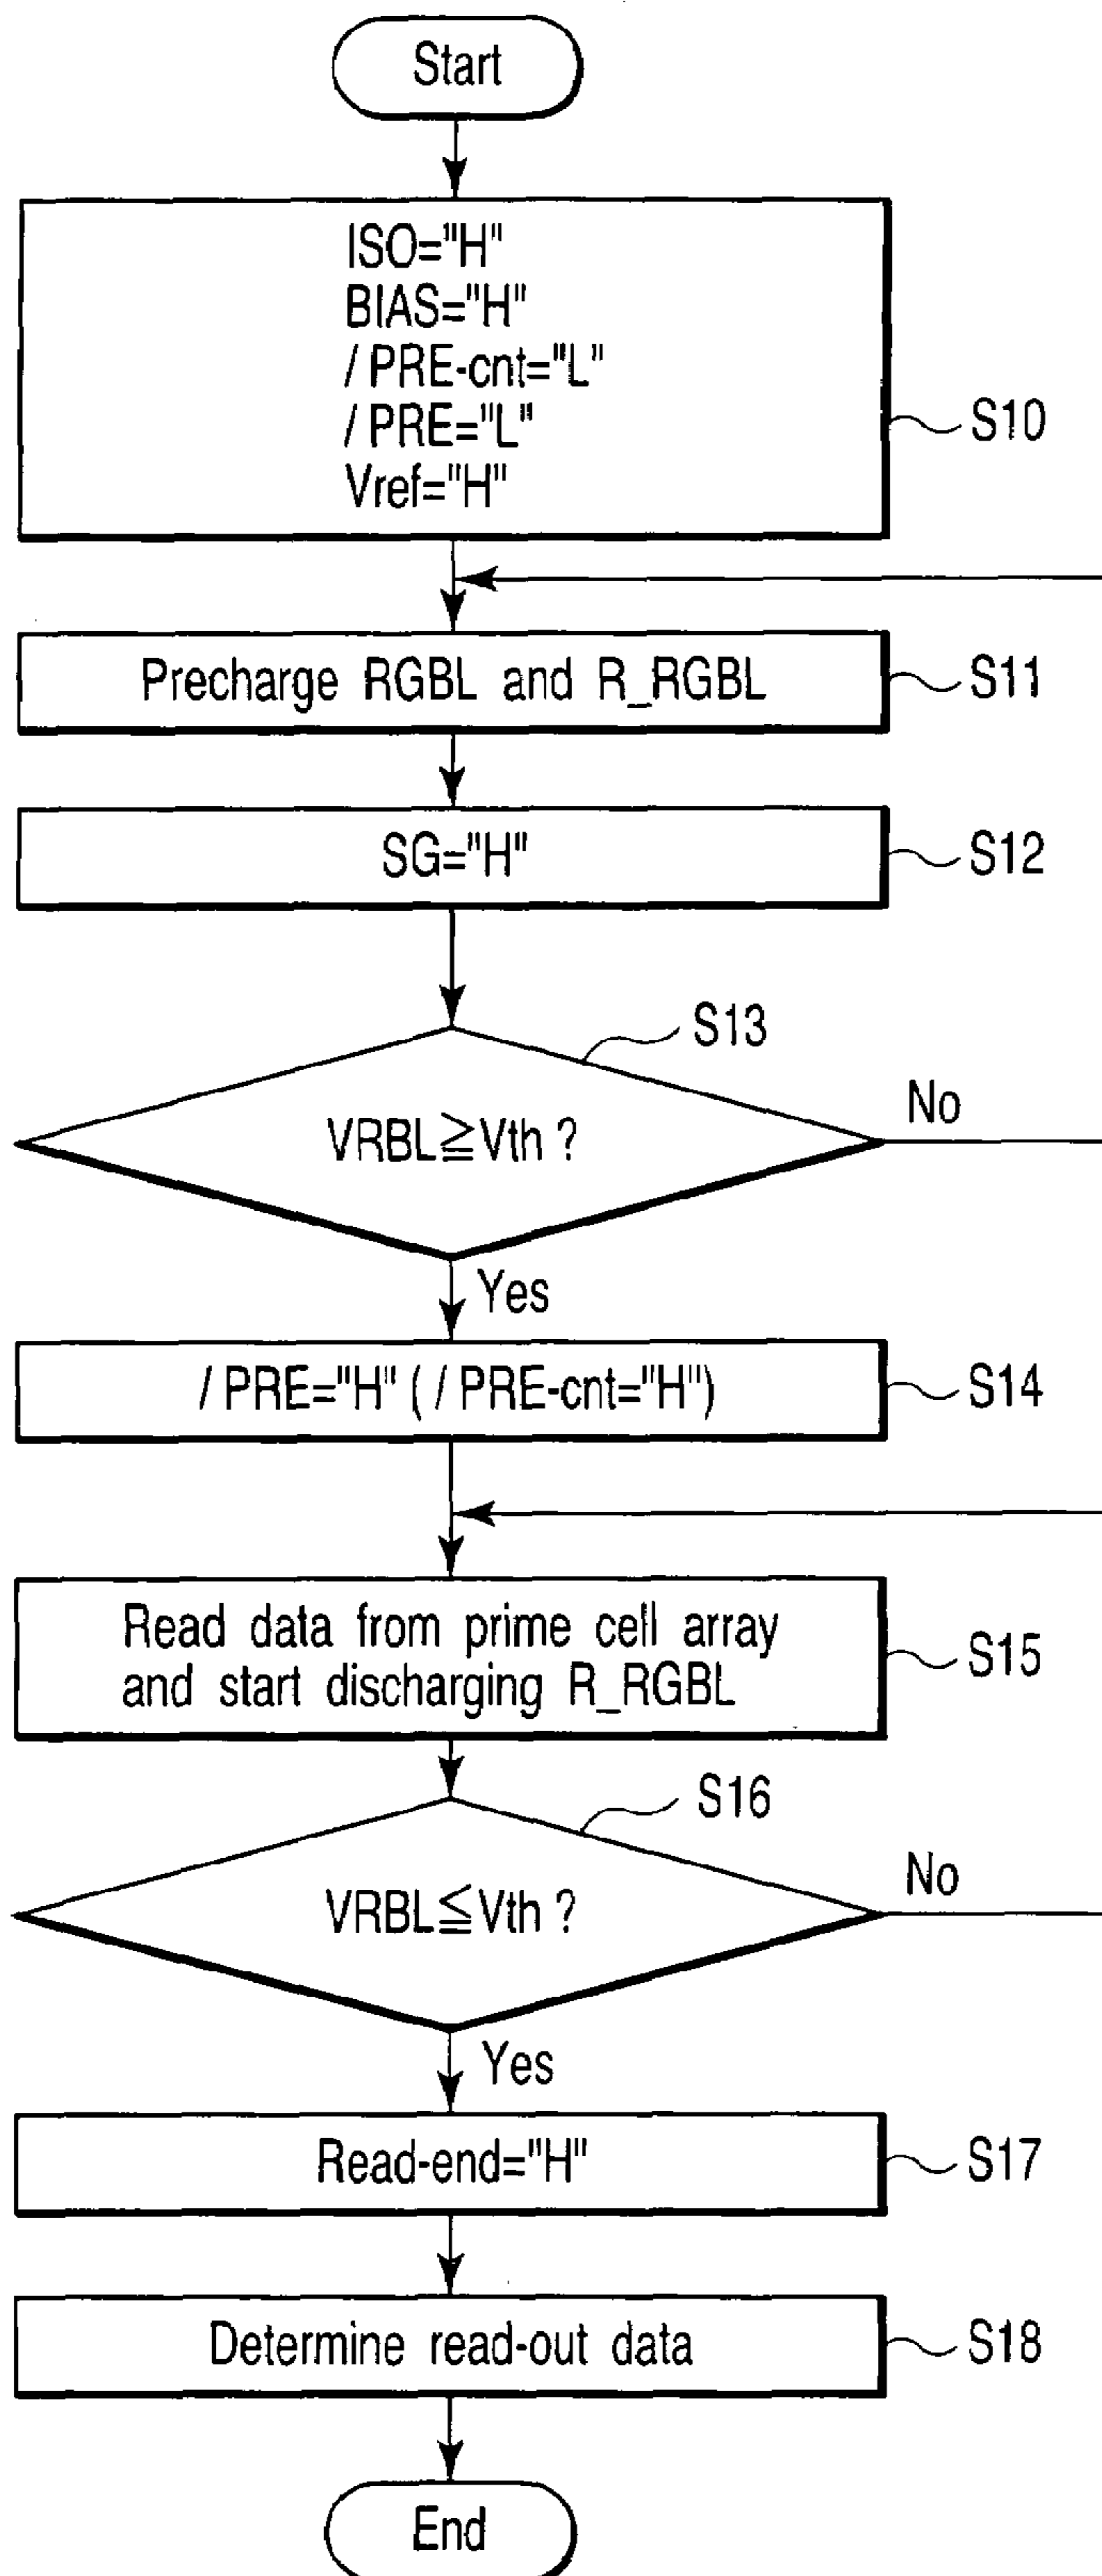 Start
ISO="H"
BIAS="H"
/ PRE-cnt="L"
/ PRE="L"
Vref="H"
S10
Precharge RGBL and R_RGBL
S11
SG="H"
S12
S13
VRBL≧Vth ?
No
Yes
/ PRE="H" ( / PRE-cnt="H")
S14
Read data from prime cell array
and start discharging R_RGBL
S15
S16
VRBL≦Vth ?
No
Yes
Read-end="H"
S17
Determine read-out data
S18
End